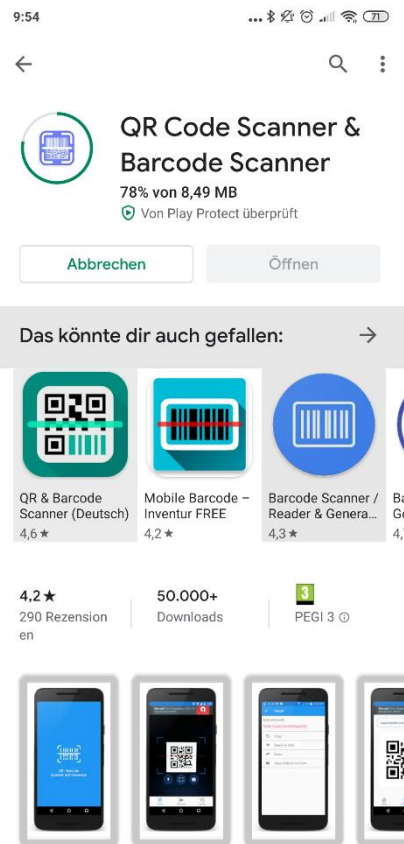 9:54
71
QR Code Scanner &
Barcode Scanner
78% von 8,49 MB
Von Play Protect überprüft
Abbrechen
Öffnen
Das könnte dir auch gefallen:
QR & Barcode
Scanner (Deutsch)
4,6★
Mobile Barcode –
Inventur FREE
4,2★
Barcode Scanner /
Reader & Genera...
4,3★
4,2★
290 Rezension
en
50.000+
Downloads
3
PEGI 3